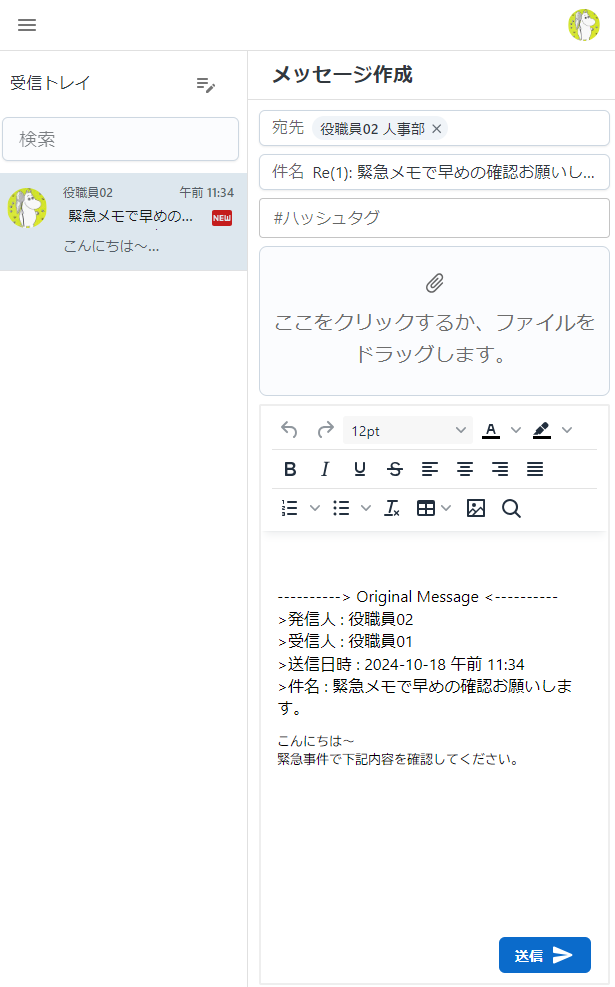 受信トレイ
検索
役職員02 午前 11:34
緊急メモで早めの... NEW
こんにちは～...
メッセージ作成
宛先 役職員02 人事部 ×
件名 Re(1): 緊急メモで早めの確認お願いし...
#ハッシュタグ
ここをクリックするか、ファイルを
ドラッグします。
12pt
----------> Original Message <----------
>発信人 : 役職員02
>受信人 : 役職員01
>送信日時 : 2024-10-18 午前 11:34
>件名 : 緊急メモで早めの確認お願いしま
す。
こんにちは～
緊急事件で下記内容を確認してください。
送信